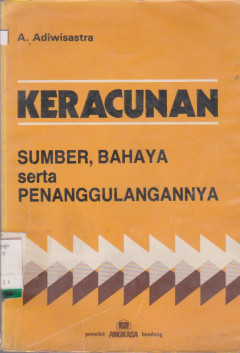 A. Adiwisastra
KERACUNAN
SUMBER, BAHAYA
serta
PENANGGULANGANNYA
penerbit ANGKASA bandung